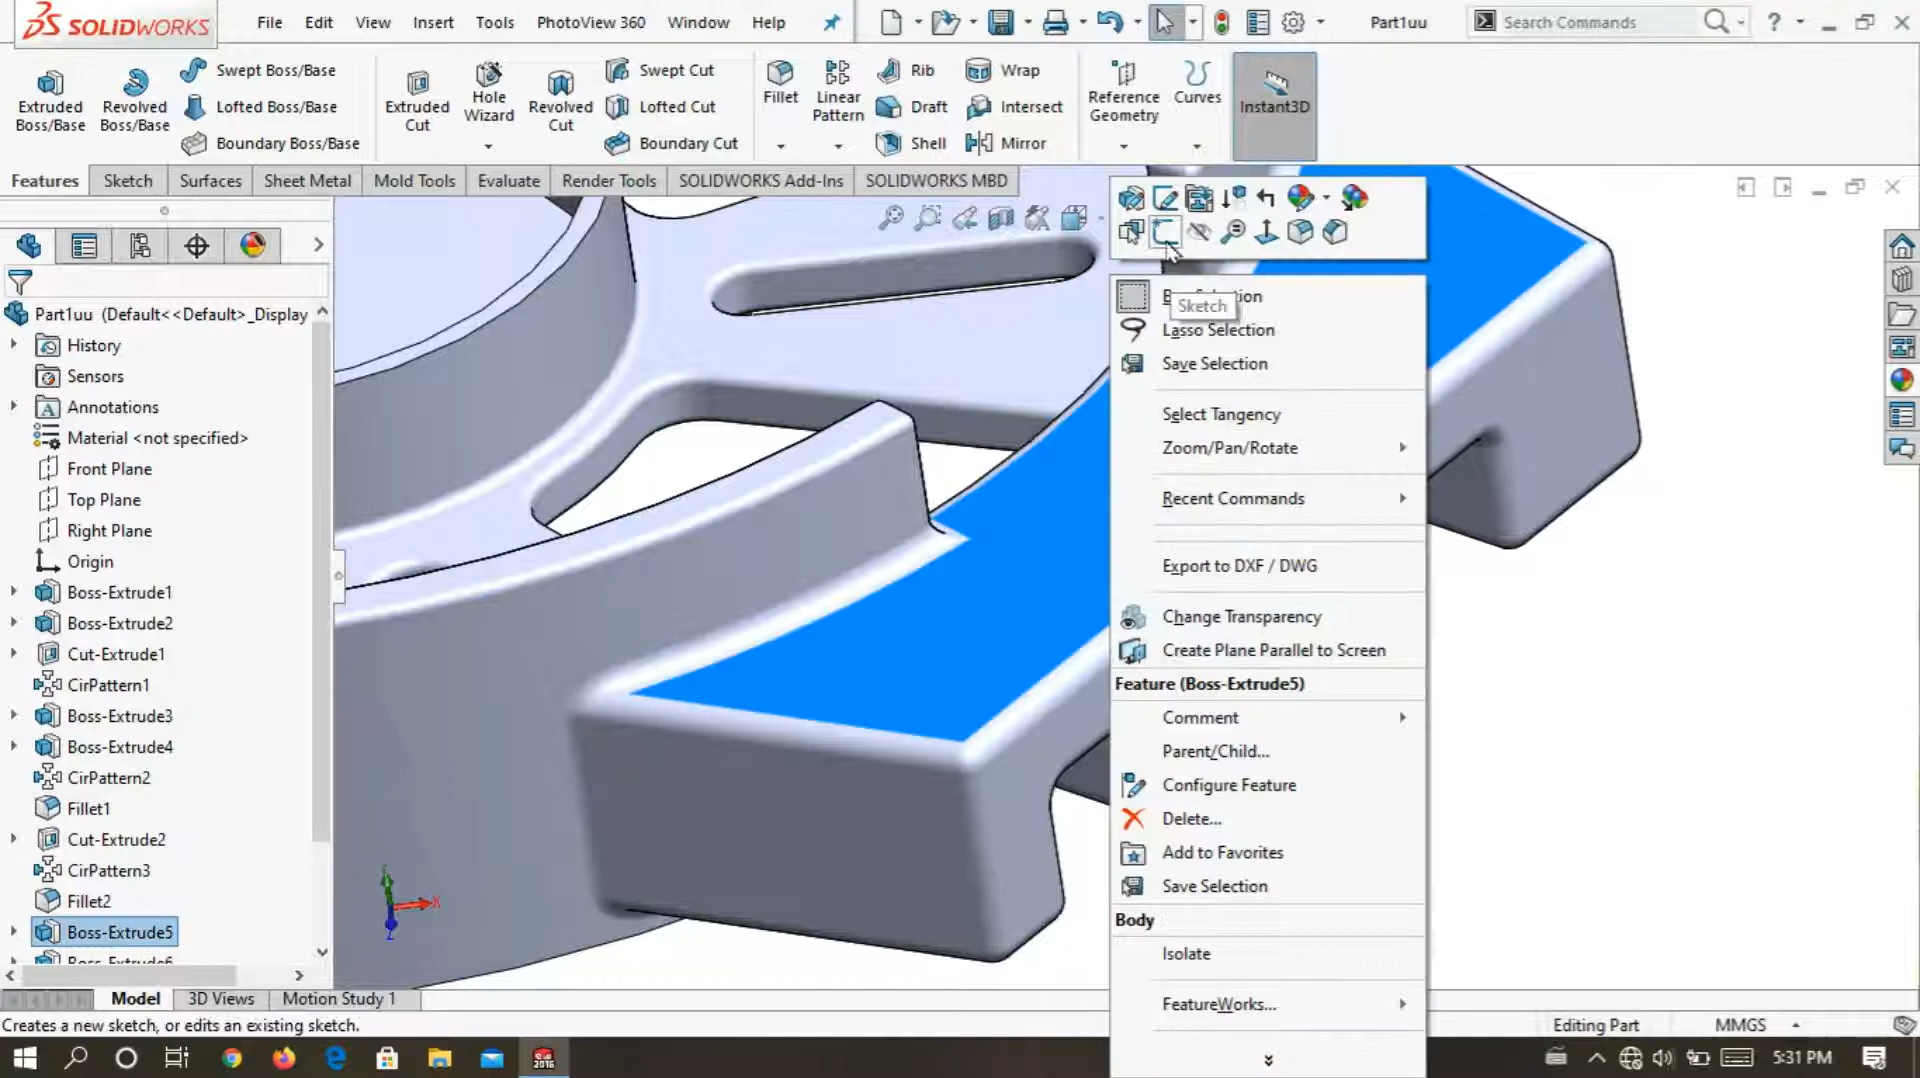 SOLIDWORKS
File Edit View Insert Tools PhotoView 360 Window Help
Part1uu
Search Commands
?
Extruded Boss/Base
Revolved Boss/Base
Swept Boss/Base
Lofted Boss/Base
Boundary Boss/Base
Extruded Cut
Hole Wizard
Revolved Cut
Swept Cut
Lofted Cut
Boundary Cut
Fillet
Linear Pattern
Rib
Draft
Shell
Wrap
Intersect
Mirror
Reference Geometry
Curves
Instant3D
Features Sketch Surfaces Sheet Metal Mold Tools Evaluate Render Tools SOLIDWORKS Add-Ins SOLIDWORKS MBD
Part1uu (Default<<Default>_Display
History
Sensors
Annotations
Material <not specified>
Front Plane
Top Plane
Right Plane
Origin
Boss-Extrude1
Boss-Extrude2
Cut-Extrude1
CirPattern1
Boss-Extrude3
Boss-Extrude4
CirPattern2
Fillet1
Cut-Extrude2
CirPattern3
Fillet2
Boss-Extrude5
Boss-Extrude6
Sketch
Lasso Selection
Save Selection
Select Tangency
Zoom/Pan/Rotate
Recent Commands
Export to DXF / DWG
Change Transparency
Create Plane Parallel to Screen
Feature (Boss-Extrude5)
Comment
Parent/Child...
Configure Feature
Delete...
Add to Favorites
Save Selection
Body
Isolate
FeatureWorks...
X
Z
Model 3D Views Motion Study 1
Creates a new sketch, or edits an existing sketch.
Editing Part
MMGS
2016
5:31 PM